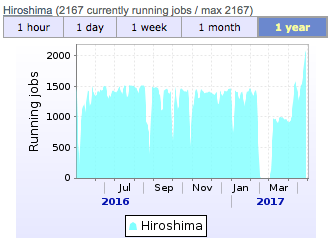 Hiroshima (2167 currently running jobs / max 2167)
1 hour 1 day 1 week 1 month 1 year
Running jobs
2000
1500
1000
500
0
Jul Sep Nov Jan Mar
2016 2017
Hiroshima